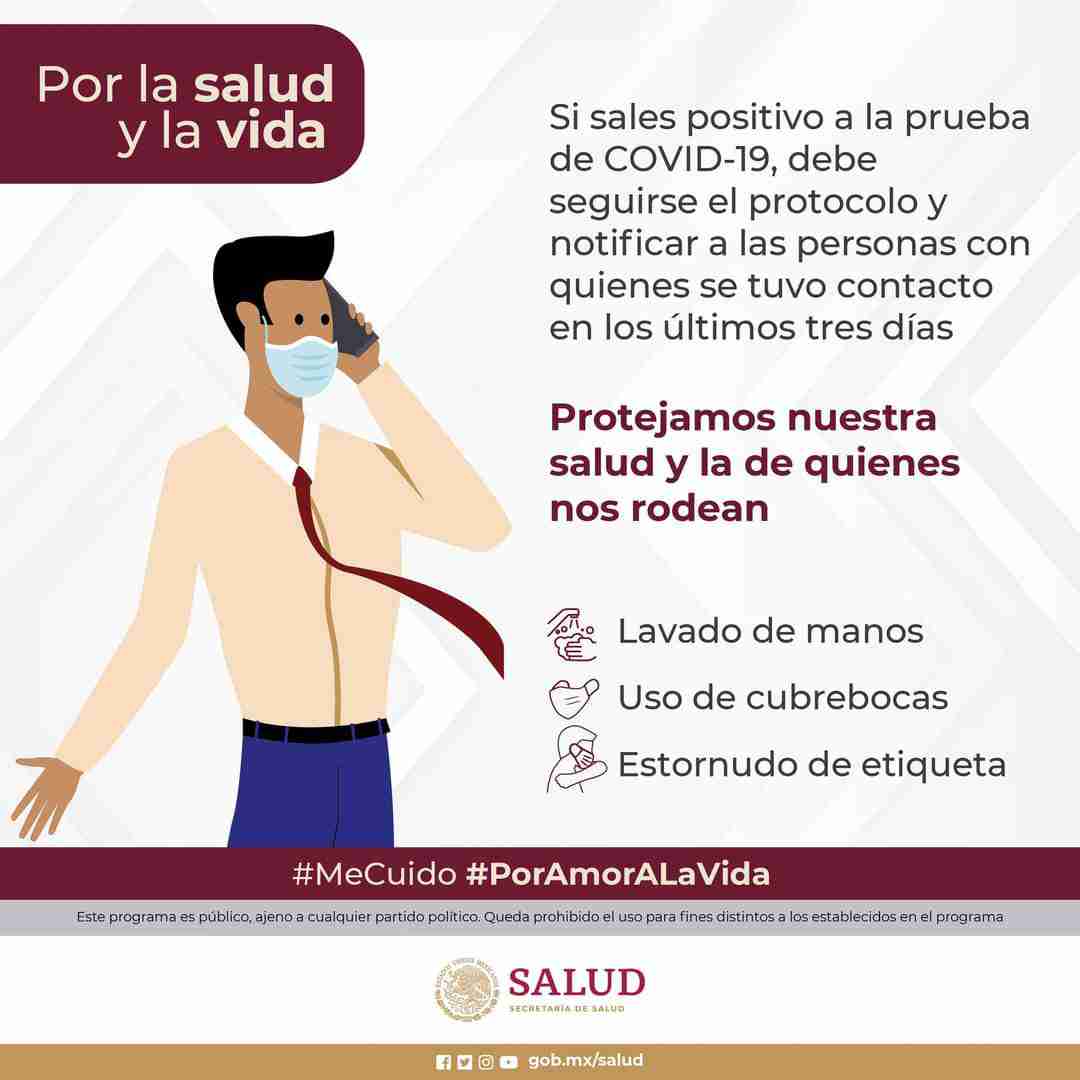 Por la salud
y la vida
Si sales positivo a la prueba
de COVID-19, debe
seguirse el protocolo y
notificar a las personas con
quienes se tuvo contacto
en los últimos tres días
Protejamos nuestra
salud y la de quienes
nos rodean
Lavado de manos
Uso de cubrebocas
Estornudo de etiqueta
#MeCuido #PorAmorALaVida
Este programa es público, ajeno a cualquier partido político. Queda prohibido el uso para fines distintos a los establecidos en el programa
ESTADOS UNIDOS MEXICANOS
SALUD
SECRETARÍA DE SALUD
gob.mx/salud